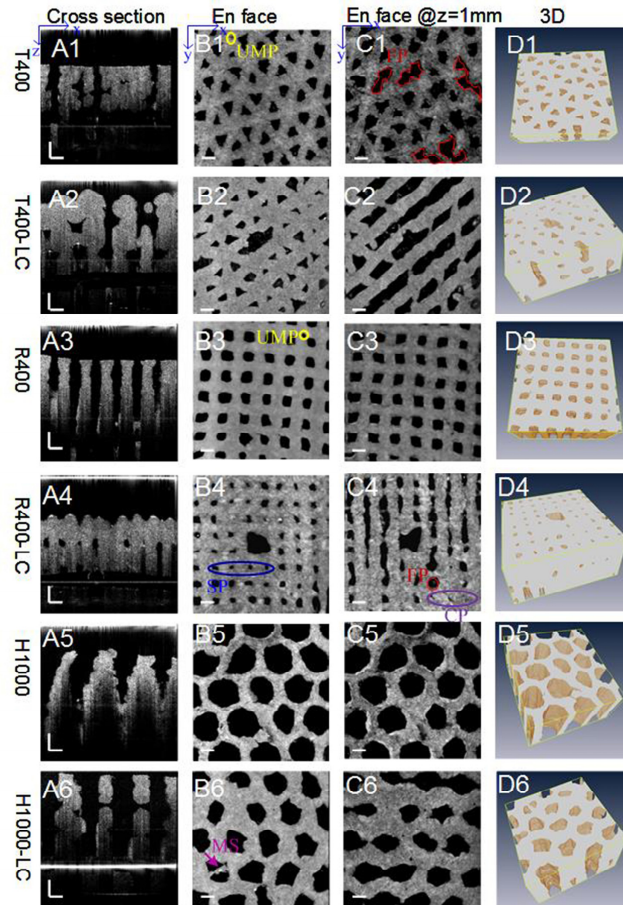 Cross section
En face
En face @z=1mm
3D
x
z
x
y
x
y
T400
A1
B1
UMP
C1
FP
D1
T400-LC
A2
B2
C2
D2
R400
A3
B3
UMP
C3
D3
R400-LC
A4
B4
SP
C4
FP
CP
D4
H1000
A5
B5
C5
D5
H1000-LC
A6
B6
MS
C6
D6